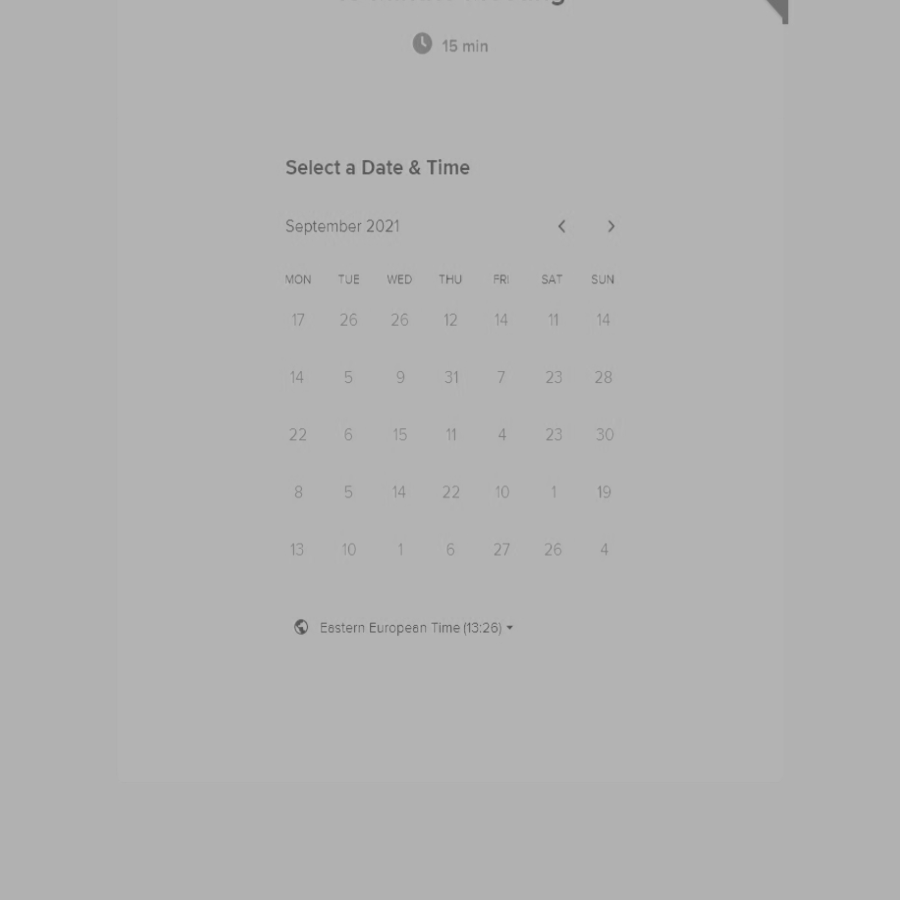 15 min
Select a Date & Time
September 2021
MON TUE WED THU FRI SAT SUN
17 26 26 12 14 11 14
14 5 9 31 7 23 28
22 6 15 11 4 23 30
8 5 14 22 10 1 19
13 10 1 6 27 26 4
Eastern European Time (13:26)